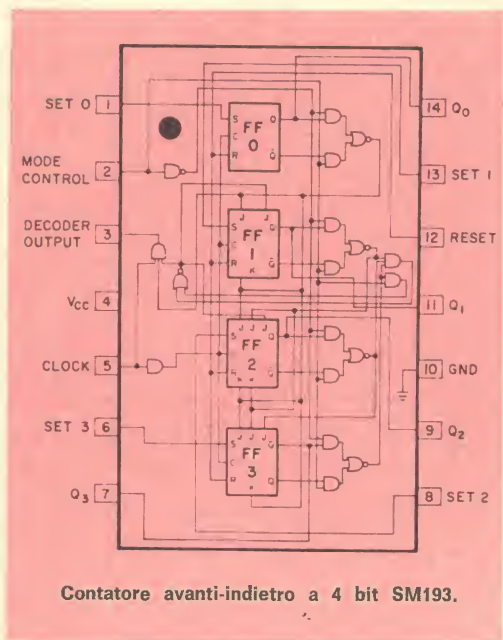 SET 0 1
MODE CONTROL 2
DECODER OUTPUT 3
VCC 4
CLOCK 5
SET 3 6
Q3 7
14 Q0
13 SET 1
12 RESET
11 Q1
10 GND
9 Q2
8 SET 2
S Q
FF
0
C
R Q̄
J J
S Q
FF
1
C
R K Q̄
J J J
S Q
FF
2
C
R K K Q̄
J J J
S Q
FF
3
C
R K Q̄
Contatore avanti-indietro a 4 bit SM193.